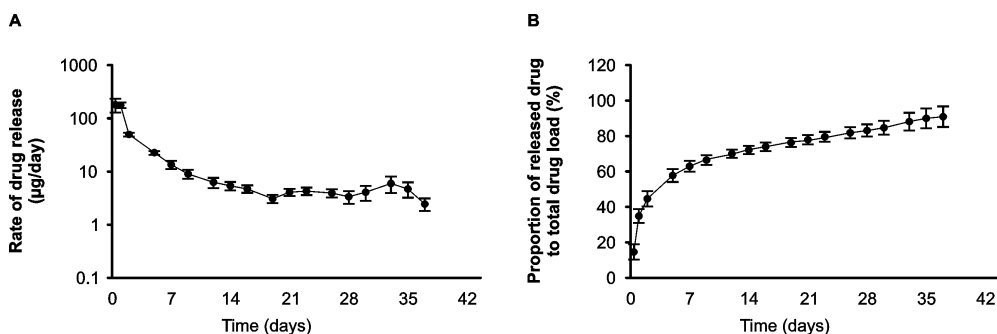 A
Rate of drug release
(µg/day)
1000
100
10
1
0.1
0 7 14 21 28 35 42
Time (days)
B
Proportion of released drug
to total drug load (%)
120
100
80
60
40
20
0
0 7 14 21 28 35 42
Time (days)